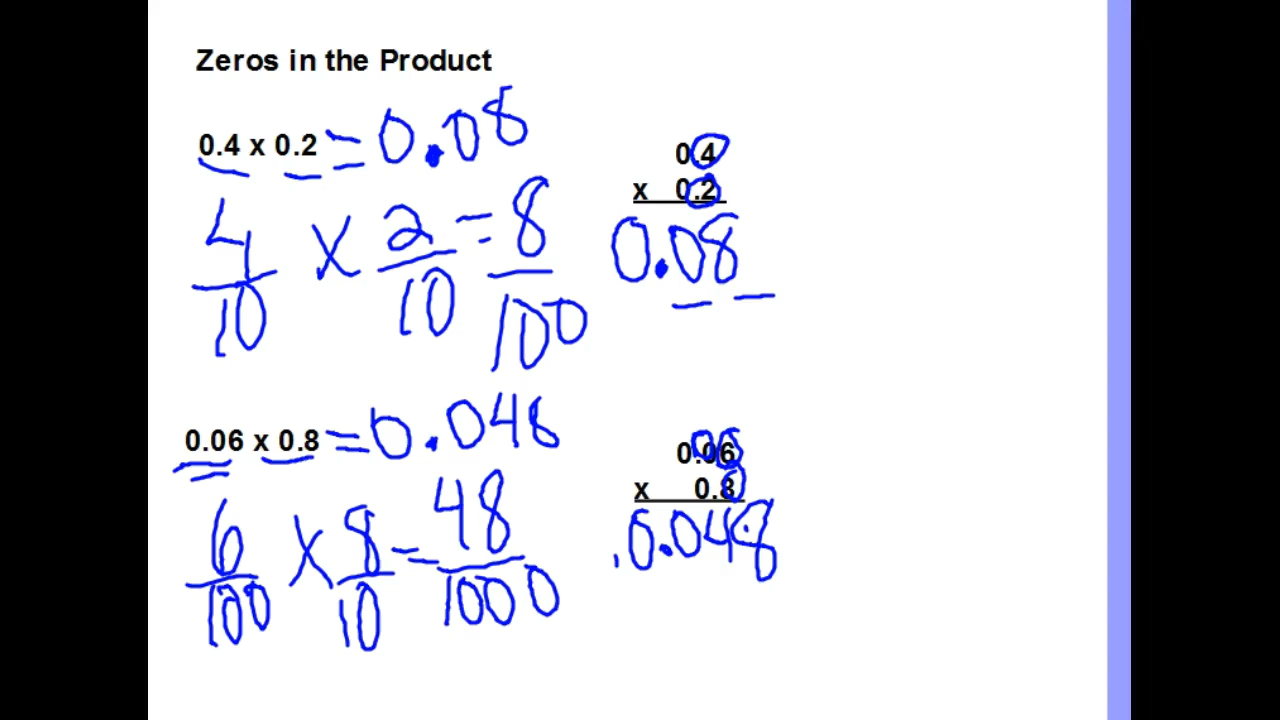 Zeros in the Product
0.4 x 0.2 = 0.08
4/10 x 2/10 = 8/100
0.4
x 0.2
0.08
0.06 x 0.8 = 0.048
6/100 x 8/10 = 48/1000
0.06
x 0.8
0.048